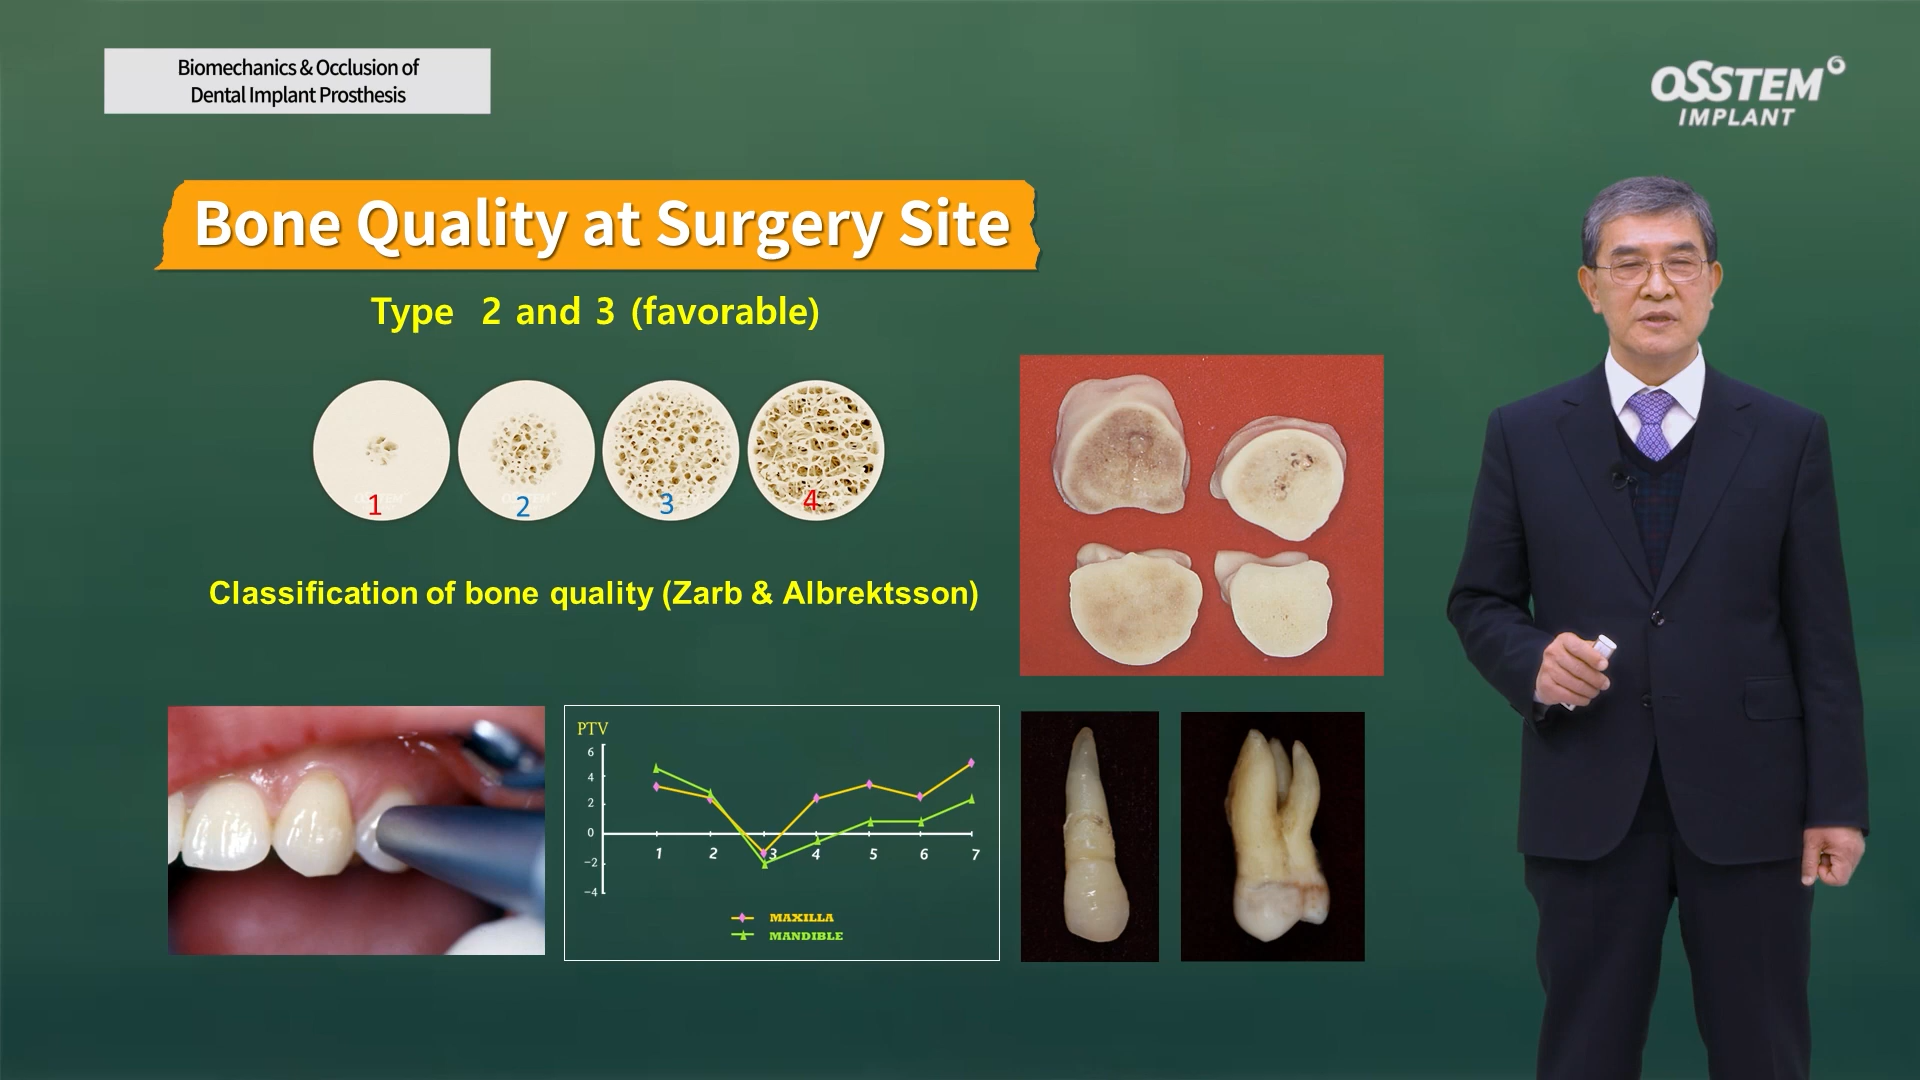 Biomechanics & Occlusion of
Dental Implant Prosthesis
OSSTEM
IMPLANT
Bone Quality at Surgery Site
Type 2 and 3 (favorable)
1 2 3 4
Classification of bone quality (Zarb & Albrektsson)
PTV
6
4
2
0
-2
-4
1 2 3 4 5 6 7
MAXILLA
MANDIBLE